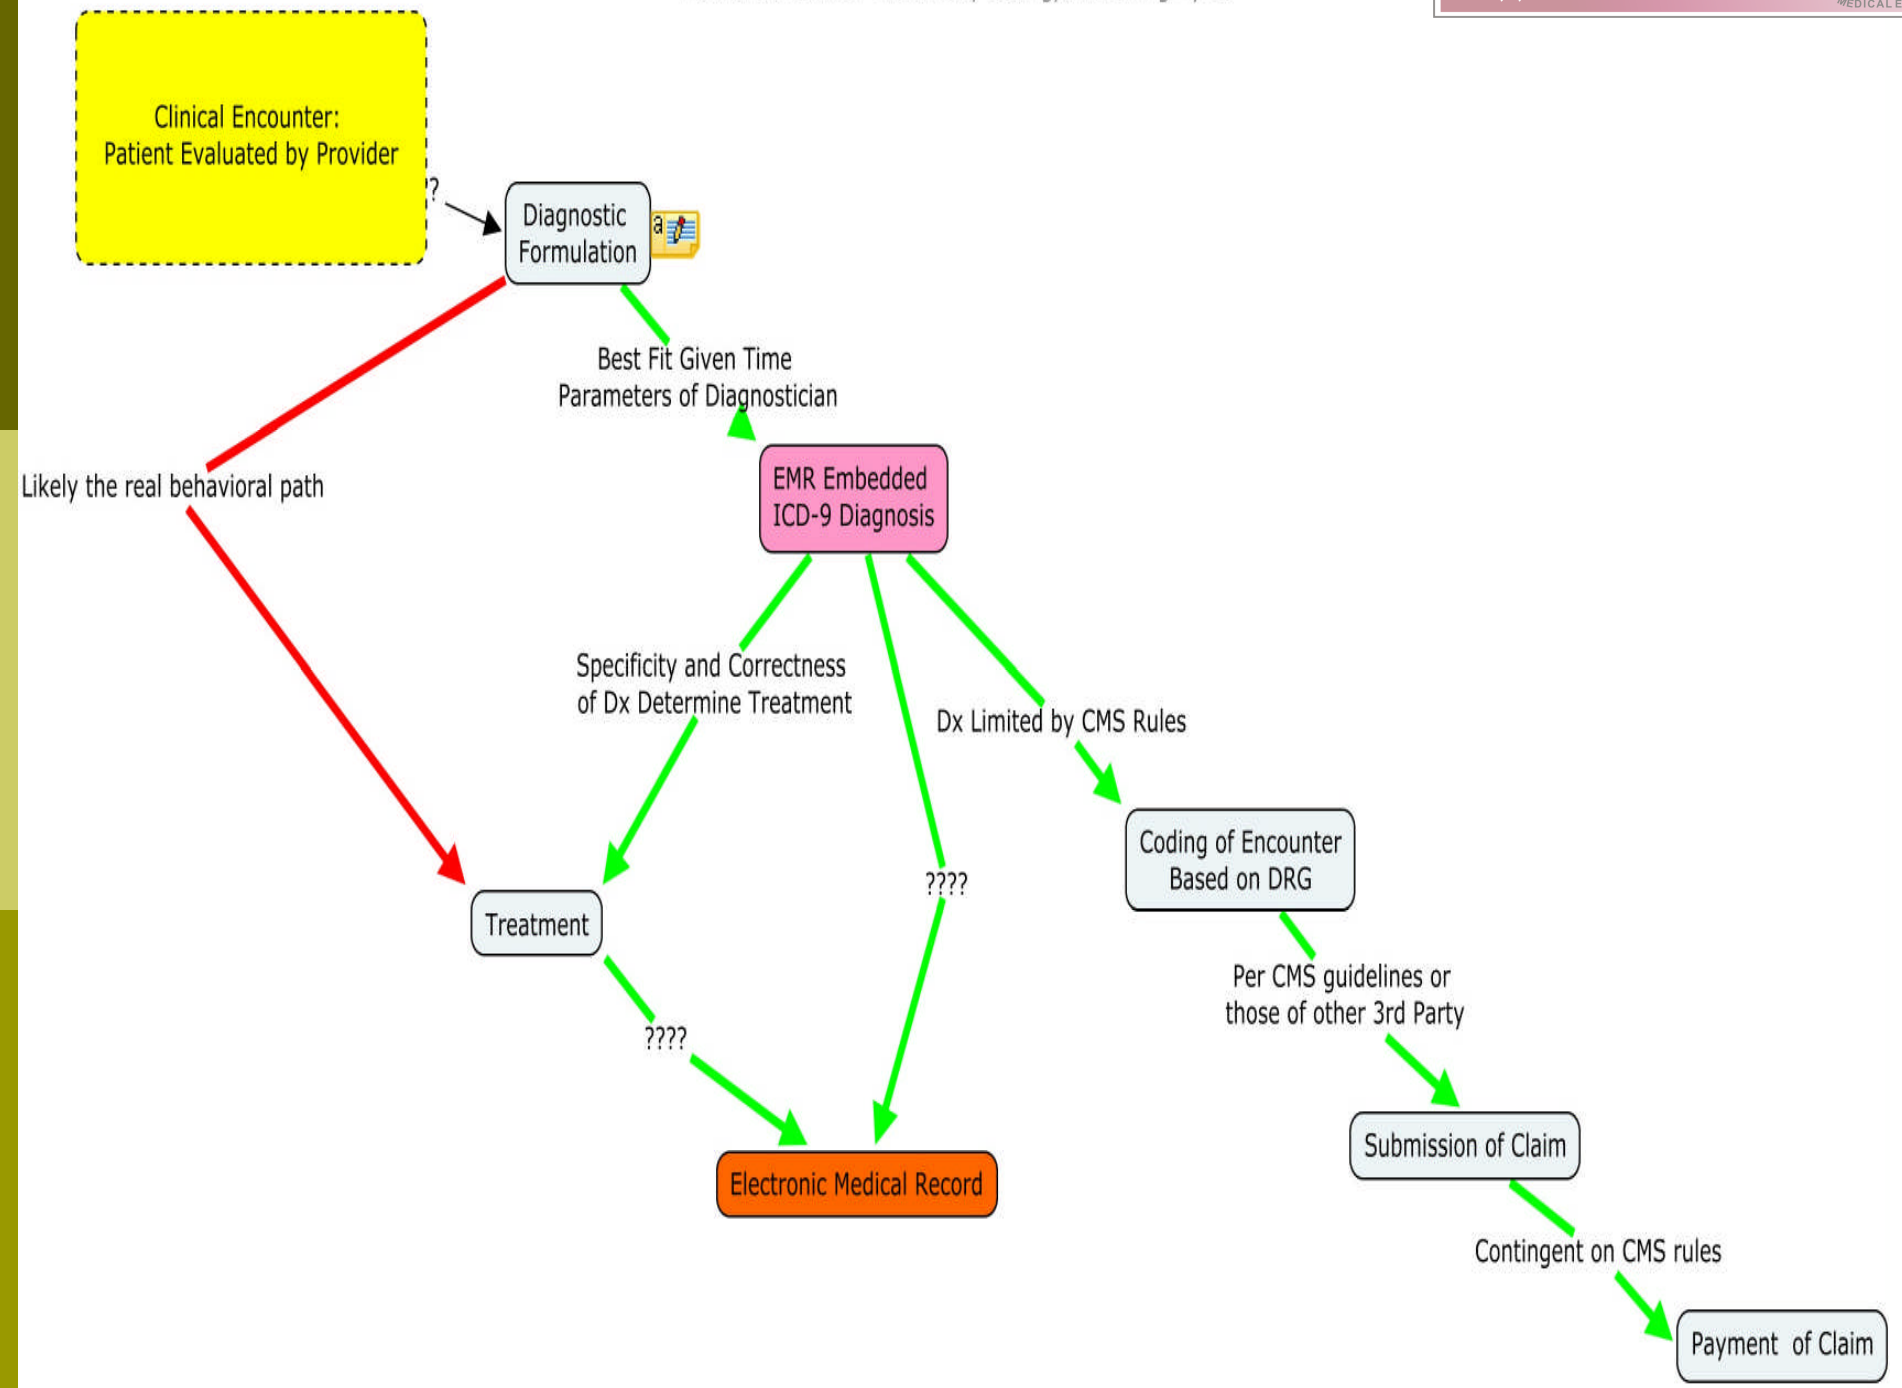 EDICAL E
Clinical Encounter:
Patient Evaluated by Provider
?
Diagnostic
Formulation
a
Best Fit Given Time
Parameters of Diagnostician
Likely the real behavioral path
EMR Embedded
ICD-9 Diagnosis
Specificity and Correctness
of Dx Determine Treatment
Dx Limited by CMS Rules
Coding of Encounter
Based on DRG
????
Treatment
Per CMS guidelines or
those of other 3rd Party
????
Submission of Claim
Electronic Medical Record
Contingent on CMS rules
Payment of Claim